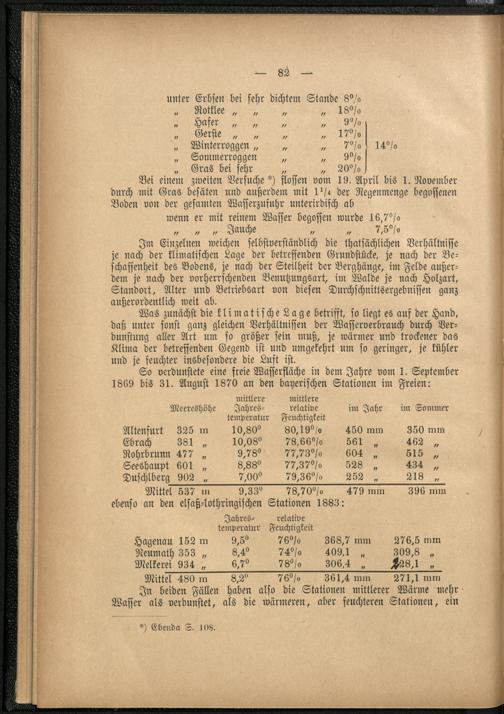 — 82 —
unter Erbsen bei sehr dichtem Stande 8%
„ Rotklee „ „ „ „ 18%
„ Hafer „ „ „ „ 9%
„ Gerste „ „ „ „ 17%
„ Winterroggen „ „ „ 7% 14%
„ Sommerroggen „ „ 9%
„ Gras bei sehr „ „ 20%
Bei einem zweiten Versuche *) flossen vom 19. April bis 1. November
durch mit Gras besäten und außerdem mit 1¼ der Regenmenge begossenen
Boden von der gesamten Wasserzufuhr unterirdisch ab
wenn er mit reinem Wasser begossen wurde 16,7%
„ „ „ Jauche „ „ 7,5%
Im Einzelnen weichen selbstverständlich die thatsächlichen Verhältnisse
je nach der klimatischen Lage der betreffenden Grundstücke, je nach der Be-
schaffenheit des Bodens, je nach der Steilheit der Berghänge, im Felde außer-
dem je nach der vorherrschenden Benutzungsart, im Walde je nach Holzart,
Standort, Alter und Betriebsart von diesen Durchschnittsergebnissen ganz
außerordentlich weit ab.
Was zunächst die klimatische Lage betrifft, so liegt es auf der Hand,
daß unter sonst ganz gleichen Verhältnissen der Wasserverbrauch durch Ver-
dunstung aller Art um so größer sein muß, je wärmer und trockener das
Klima der betreffenden Gegend ist und umgekehrt um so geringer, je kühler
und je feuchter insbesondere die Luft ist.
So verdunstete eine freie Wasserfläche in dem Jahre vom 1. September
1869 bis 31. August 1870 an den bayerischen Stationen im Freien:
Meereshöhe mittlere Jahres-temperatur mittlere relative Feuchtigkeit im Jahr im Sommer
Altenfurt 325 m 10,80° 80,19% 450 mm 350 mm
Ebrach 381 „ 10,08° 78,66% 561 „ 462 „
Rohrbrunn 477 „ 9,78° 77,73% 604 „ 515 „
Seeshaupt 601 „ 8,88° 77,37% 528 „ 434 „
Duschlberg 902 „ 7,00° 79,36% 252 „ 218 „
Mittel 537 m 9,33° 78,70% 479 mm 396 mm
ebenso an den elsaß-lothringischen Stationen 1883:
Jahres-temperatur relative Feuchtigkeit
Hagenau 152 m 9,5° 76% 368,7 mm 276,5 mm
Neumath 353 „ 8,4° 74% 409,1 „ 309,8 „
Melkerei 934 „ 6,7° 78% 306,4 „ 228,1 „
Mittel 480 m 8,2° 76% 361,4 mm 271,1 mm
In beiden Fällen haben also die Stationen mittlerer Wärme mehr
Wasser als verdunstet, als die wärmeren, aber feuchteren Stationen, ein
*) Ebenda S. 108.